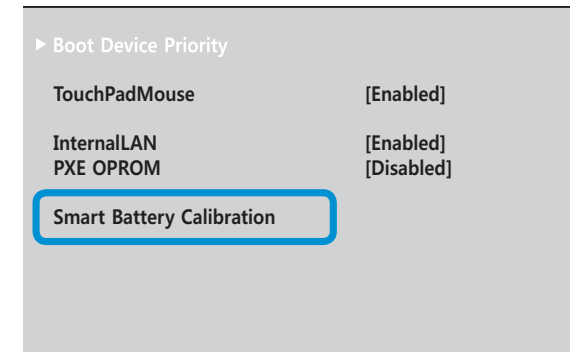 ▶ Boot Device Priority
TouchPadMouse [Enabled]
InternalLAN [Enabled]
PXE OPROM [Disabled]
Smart Battery Calibration